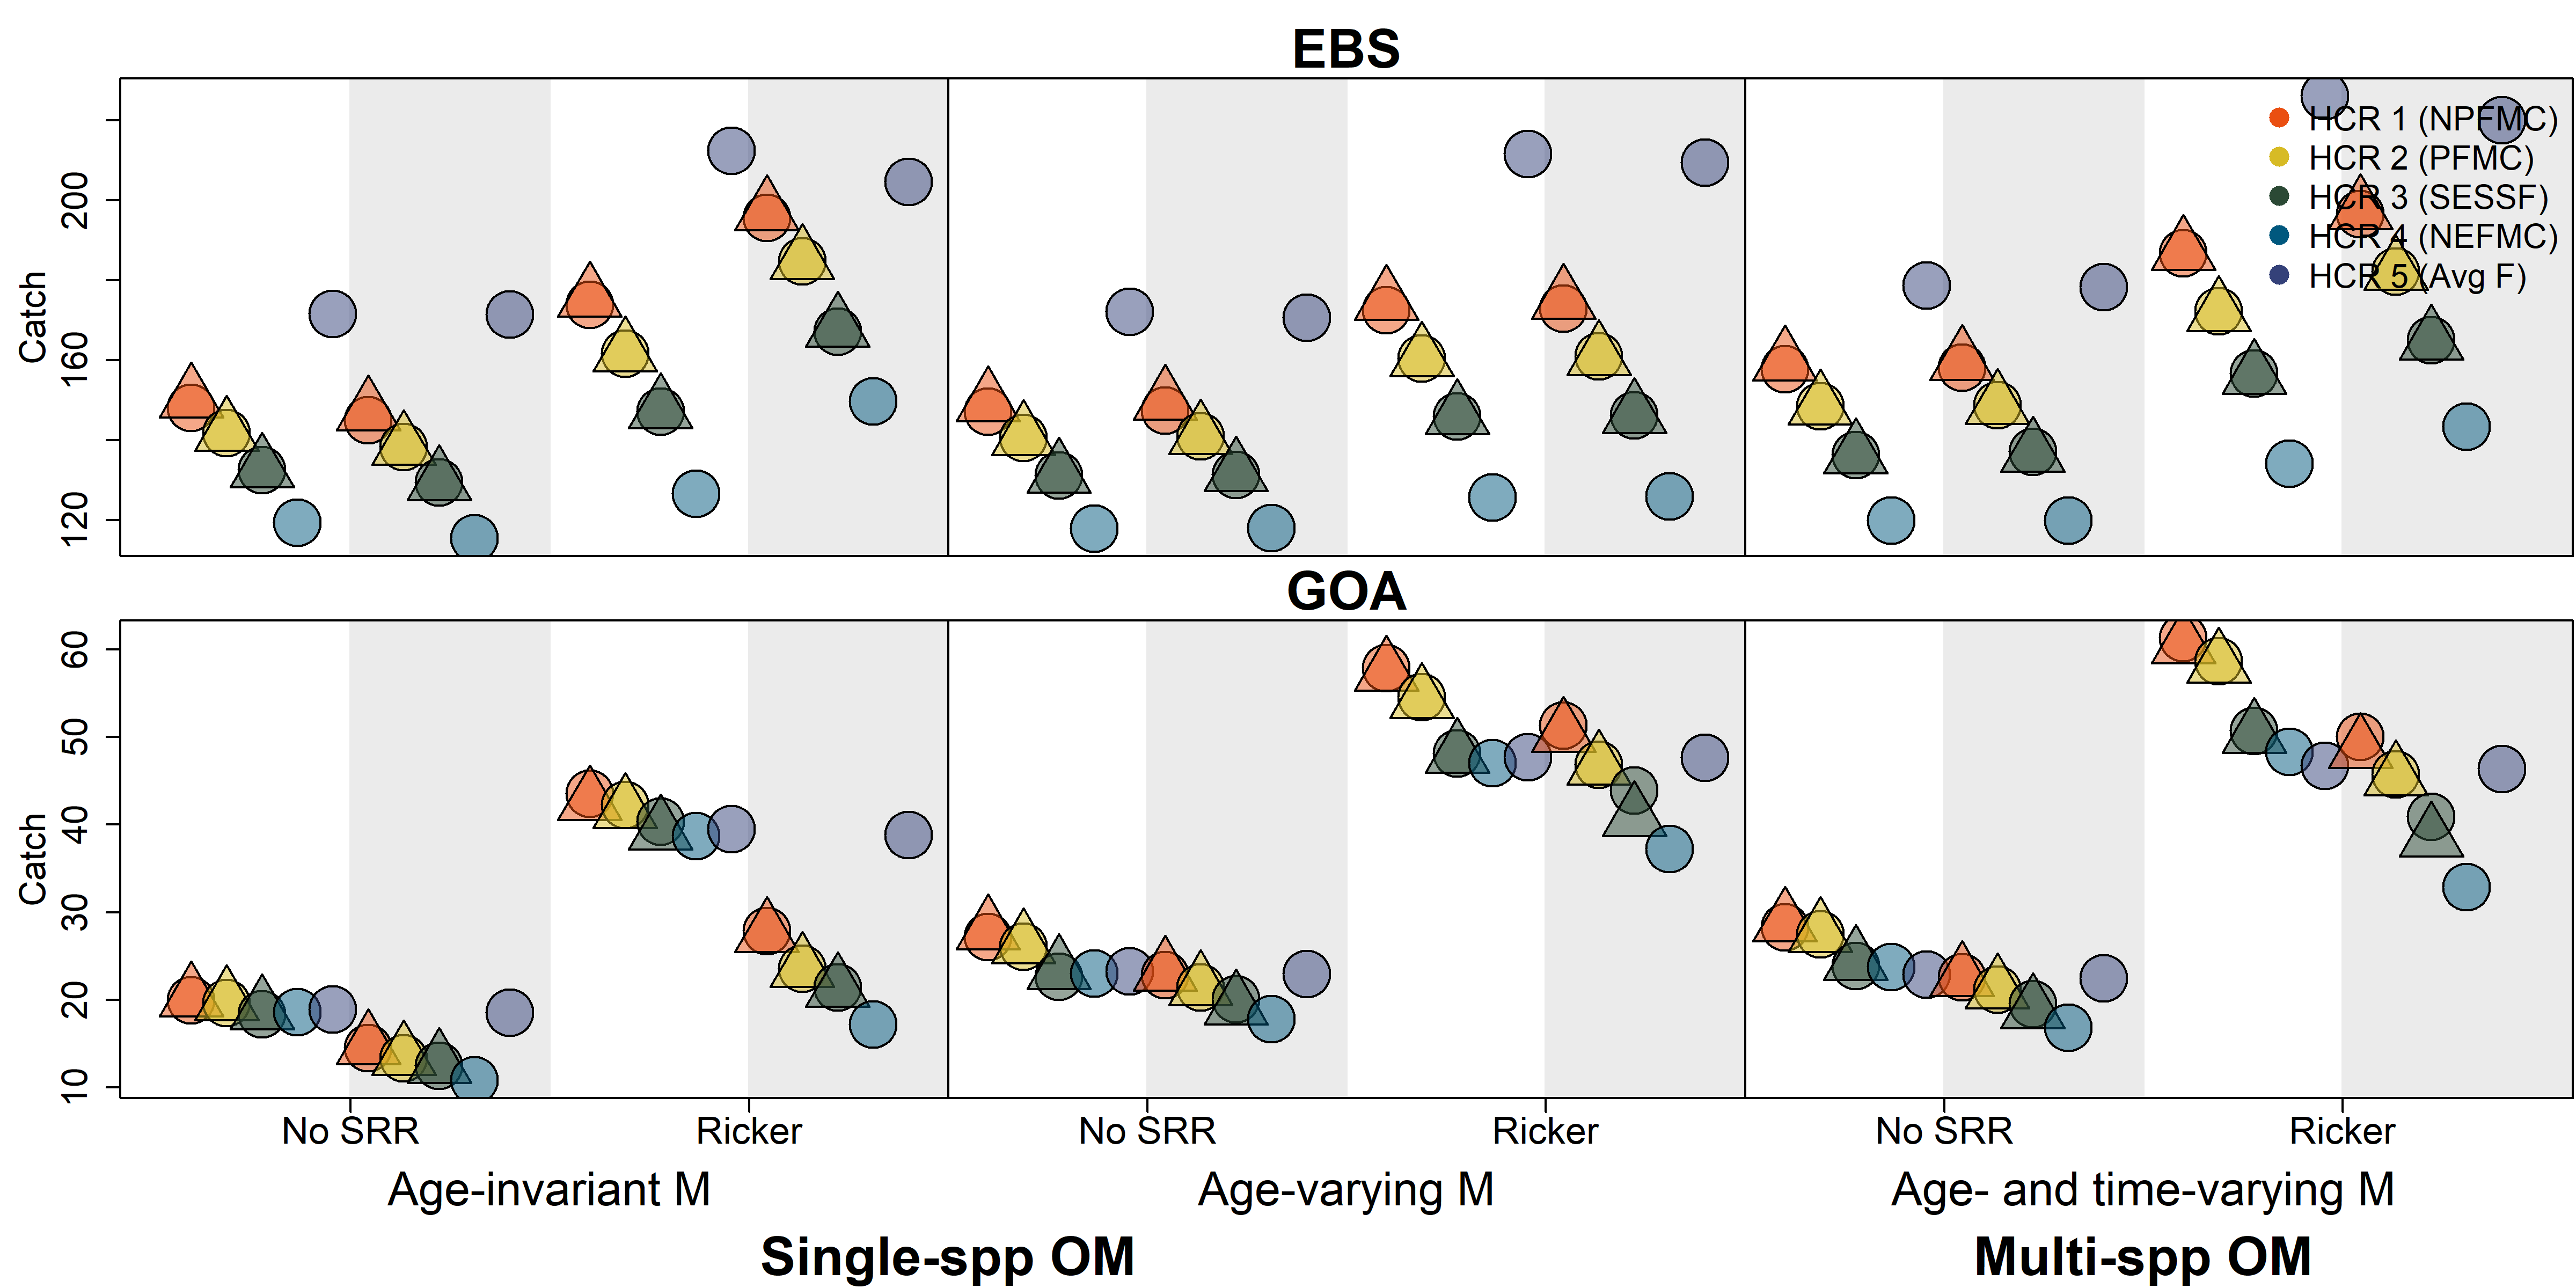 EBS
Catch
200
160
120
HCR 1 (NPFMC)
HCR 2 (PFMC)
HCR 3 (SESSF)
HCR 4 (NEFMC)
HCR 5 (Avg F)
GOA
Catch
60
50
40
30
20
10
No SRR
Ricker
No SRR
Ricker
No SRR
Ricker
Age-invariant M
Age-varying M
Age- and time-varying M
Single-spp OM
Multi-spp OM